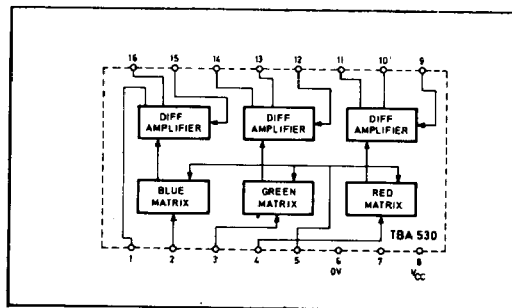 16 15 14 13 12 11 10 9
DIFF AMPLIFIER
DIFF AMPLIFIER
DIFF AMPLIFIER
BLUE MATRIX
GREEN MATRIX
RED MATRIX
TBA 530
1 2 3 4 5 6 7 8
0V VCC